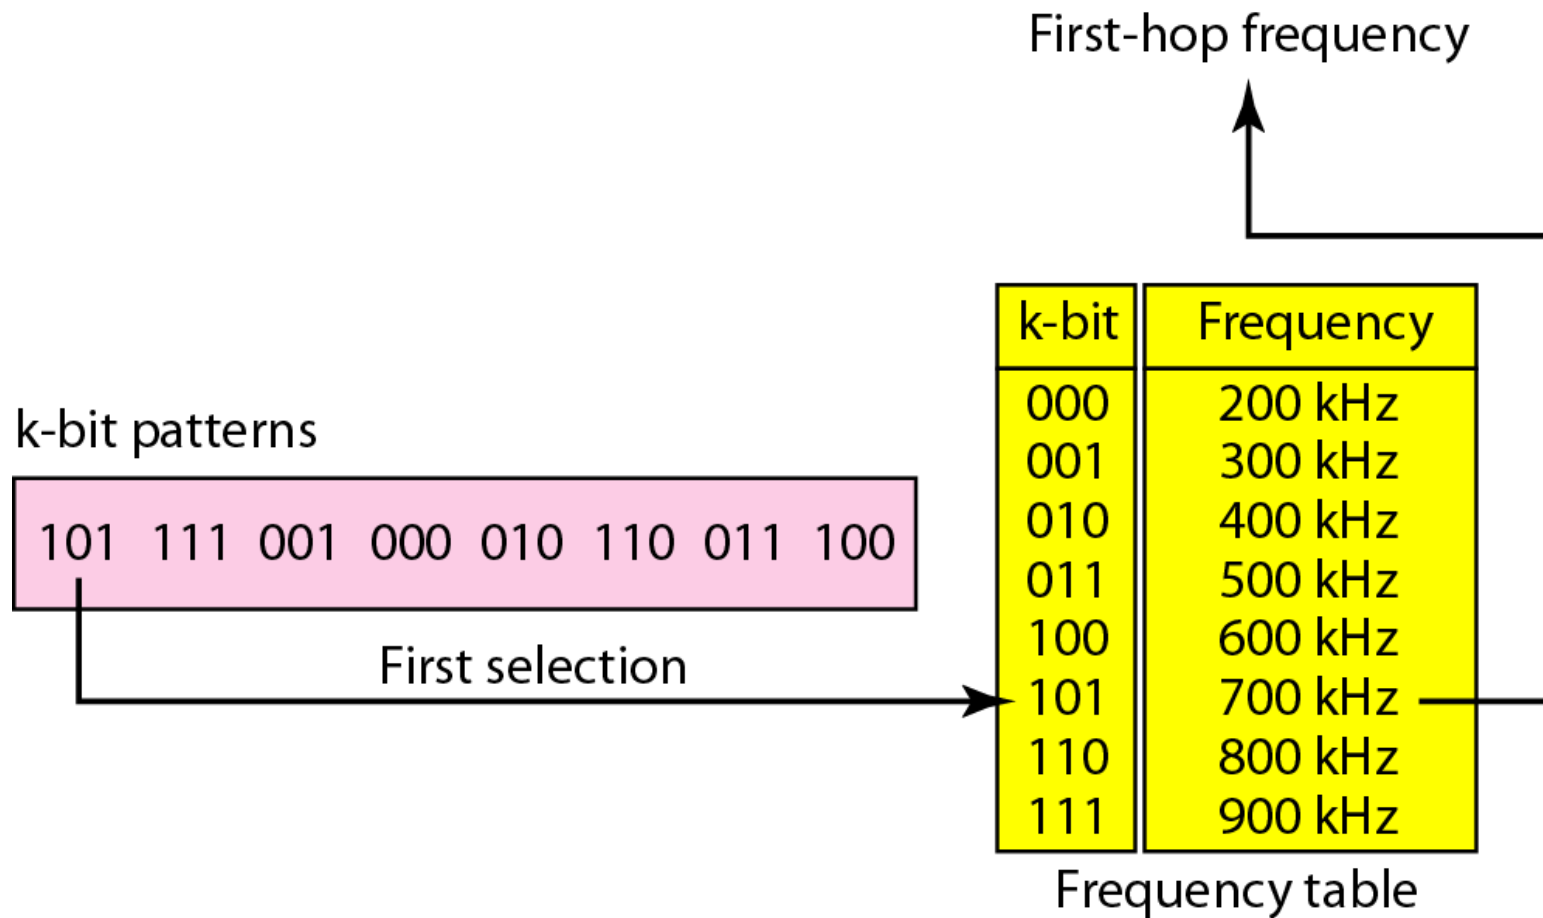 First-hop frequency
k-bit patterns
101 111 001 000 010 110 011 100
First selection
k-bit Frequency
000 200 kHz
001 300 kHz
010 400 kHz
011 500 kHz
100 600 kHz
101 700 kHz
110 800 kHz
111 900 kHz
Frequency table